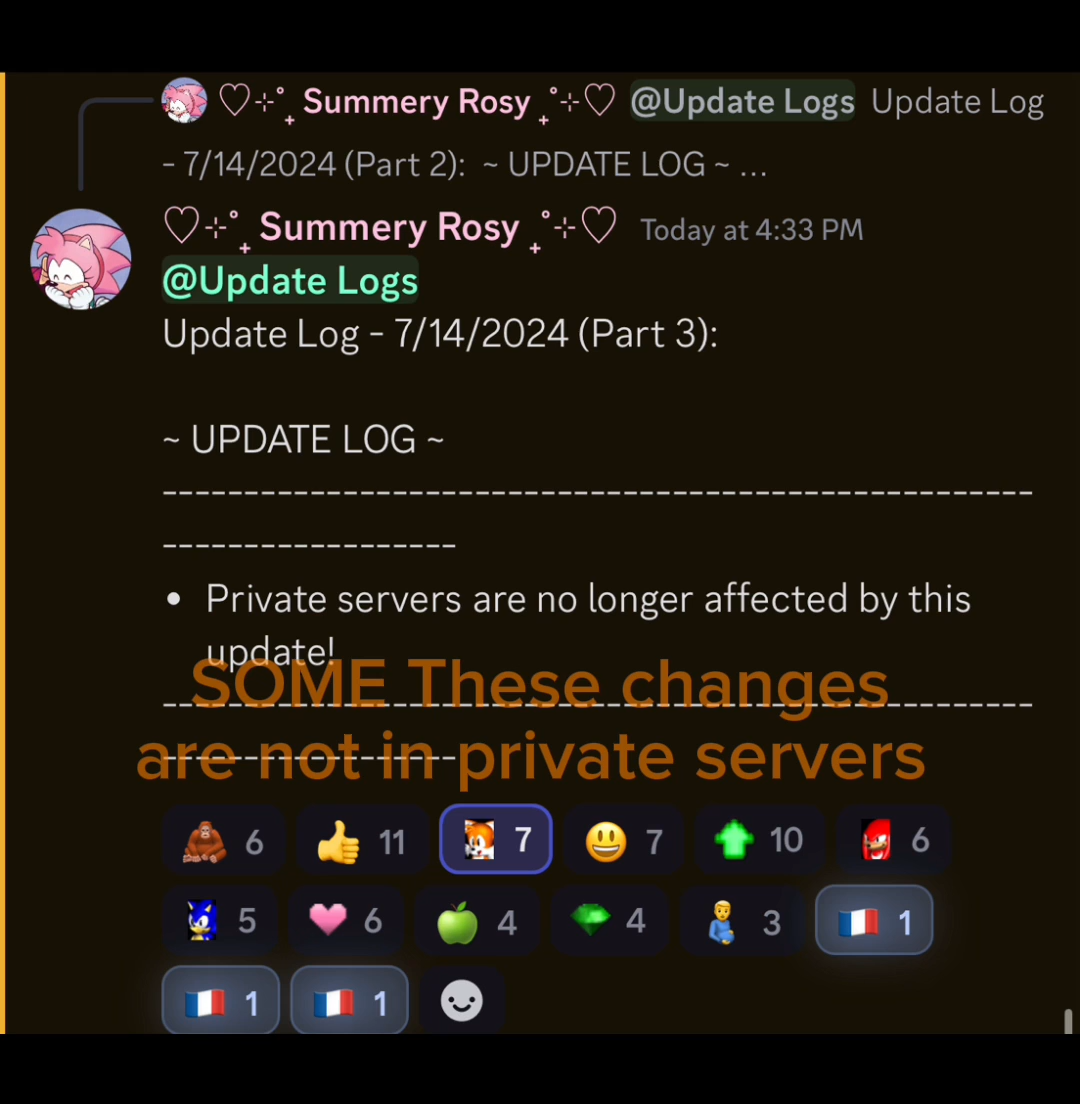 ♡⊹˚₊ Summery Rosy ₊˚⊹♡ @Update Logs Update Log
- 7/14/2024 (Part 2): ~ UPDATE LOG ~ ...
♡⊹˚₊ Summery Rosy ₊˚⊹♡ Today at 4:33 PM
@Update Logs
Update Log - 7/14/2024 (Part 3):
~ UPDATE LOG ~
------------------------------------------------------
------------------
• Private servers are no longer affected by this
update!
SOME These changes
------------------------------------------------------
are not in private servers
------------------
6 11 7 7 10 6
5 6 4 4 3 1
1 1